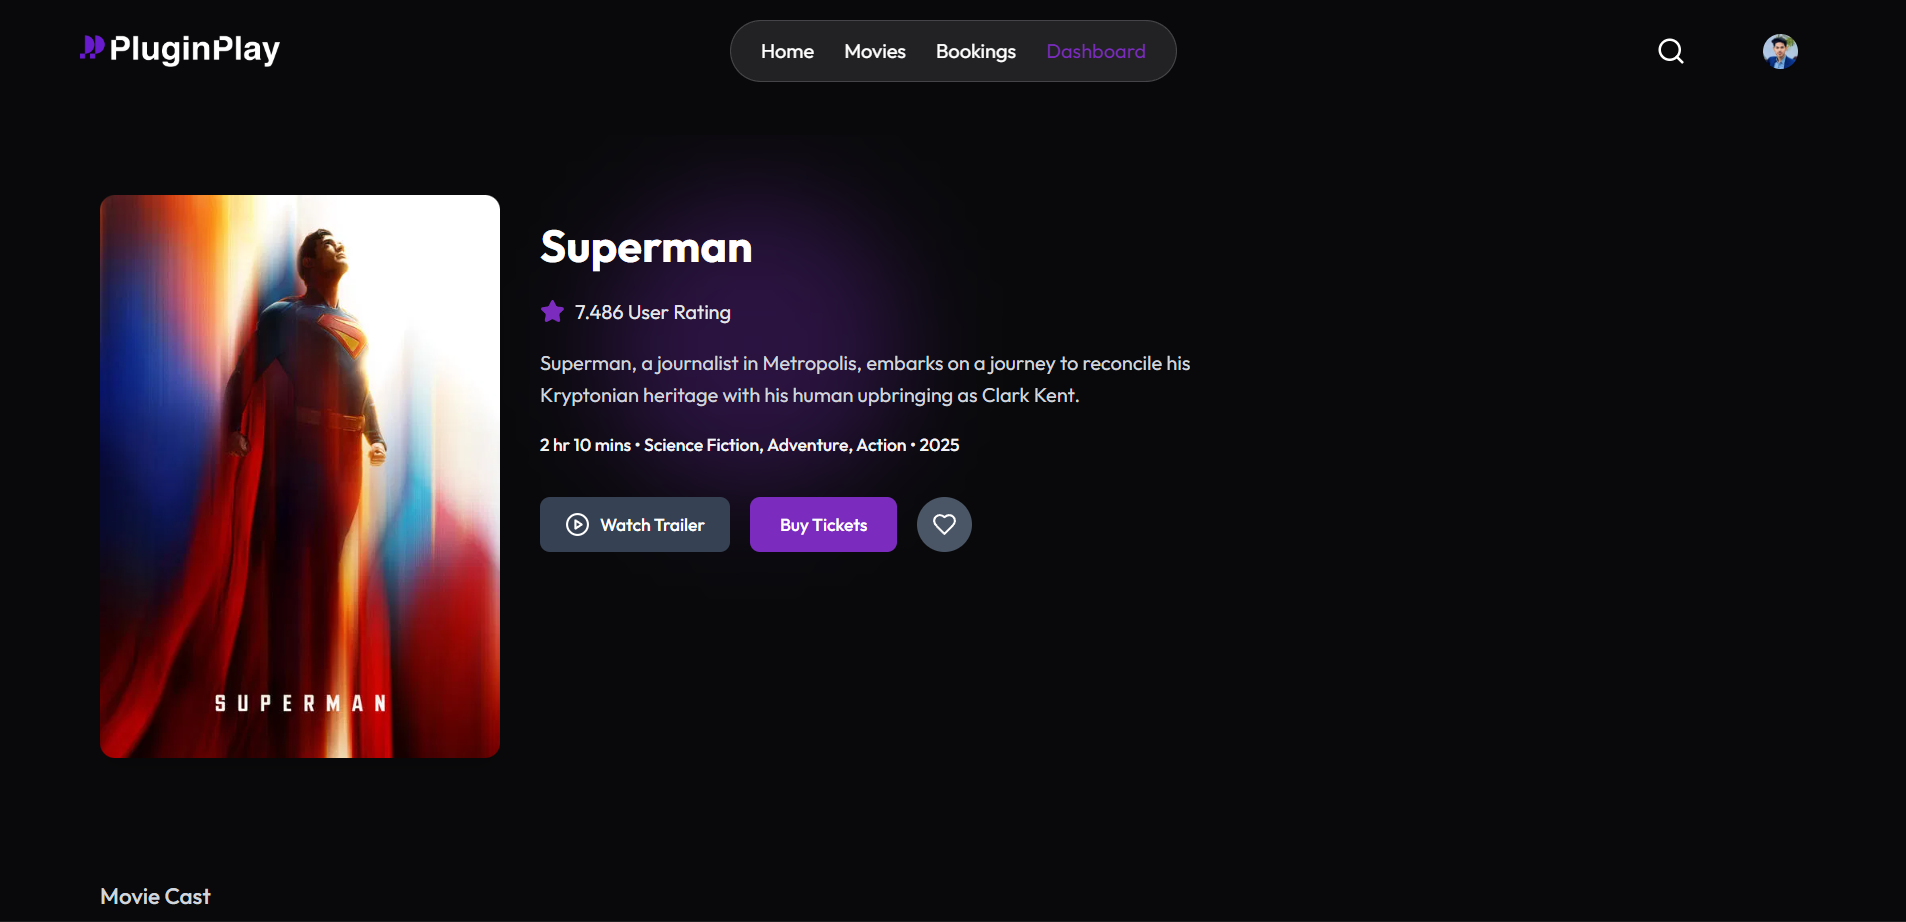 PluginPlay
Home Movies Bookings Dashboard
Superman
7.486 User Rating
Superman, a journalist in Metropolis, embarks on a journey to reconcile his
Kryptonian heritage with his human upbringing as Clark Kent.
2 hr 10 mins • Science Fiction, Adventure, Action • 2025
Watch Trailer
Buy Tickets
SUPERMAN
Movie Cast